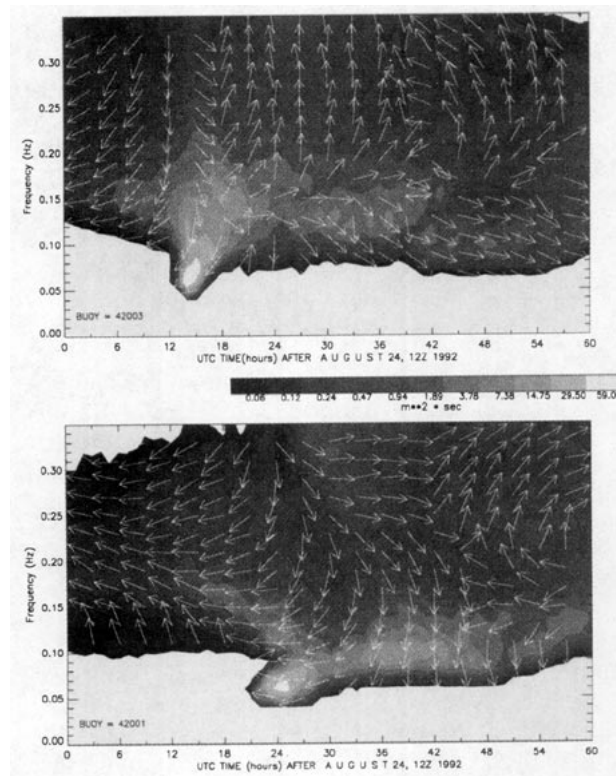 0.30
0.25
0.20
Frequency (Hz)
0.15
0.10
0.05
BUOY = 42003
0.00
0 6 12 18 24 30 36 42 48 54 60
UTC TIME(hours) AFTER A U G U S T 24, 12Z 1992
0.06 0.12 0.24 0.47 0.94 1.89 3.78 7.38 14.75 29.50 59.0
m**2 * sec
0.30
0.25
0.20
Frequency (Hz)
0.15
0.10
0.05
BUOY = 42001
0.00
0 6 12 18 24 30 36 42 48 54 60
UTC TIME (hours) AFTER A U G U S T 24, 12Z 1992